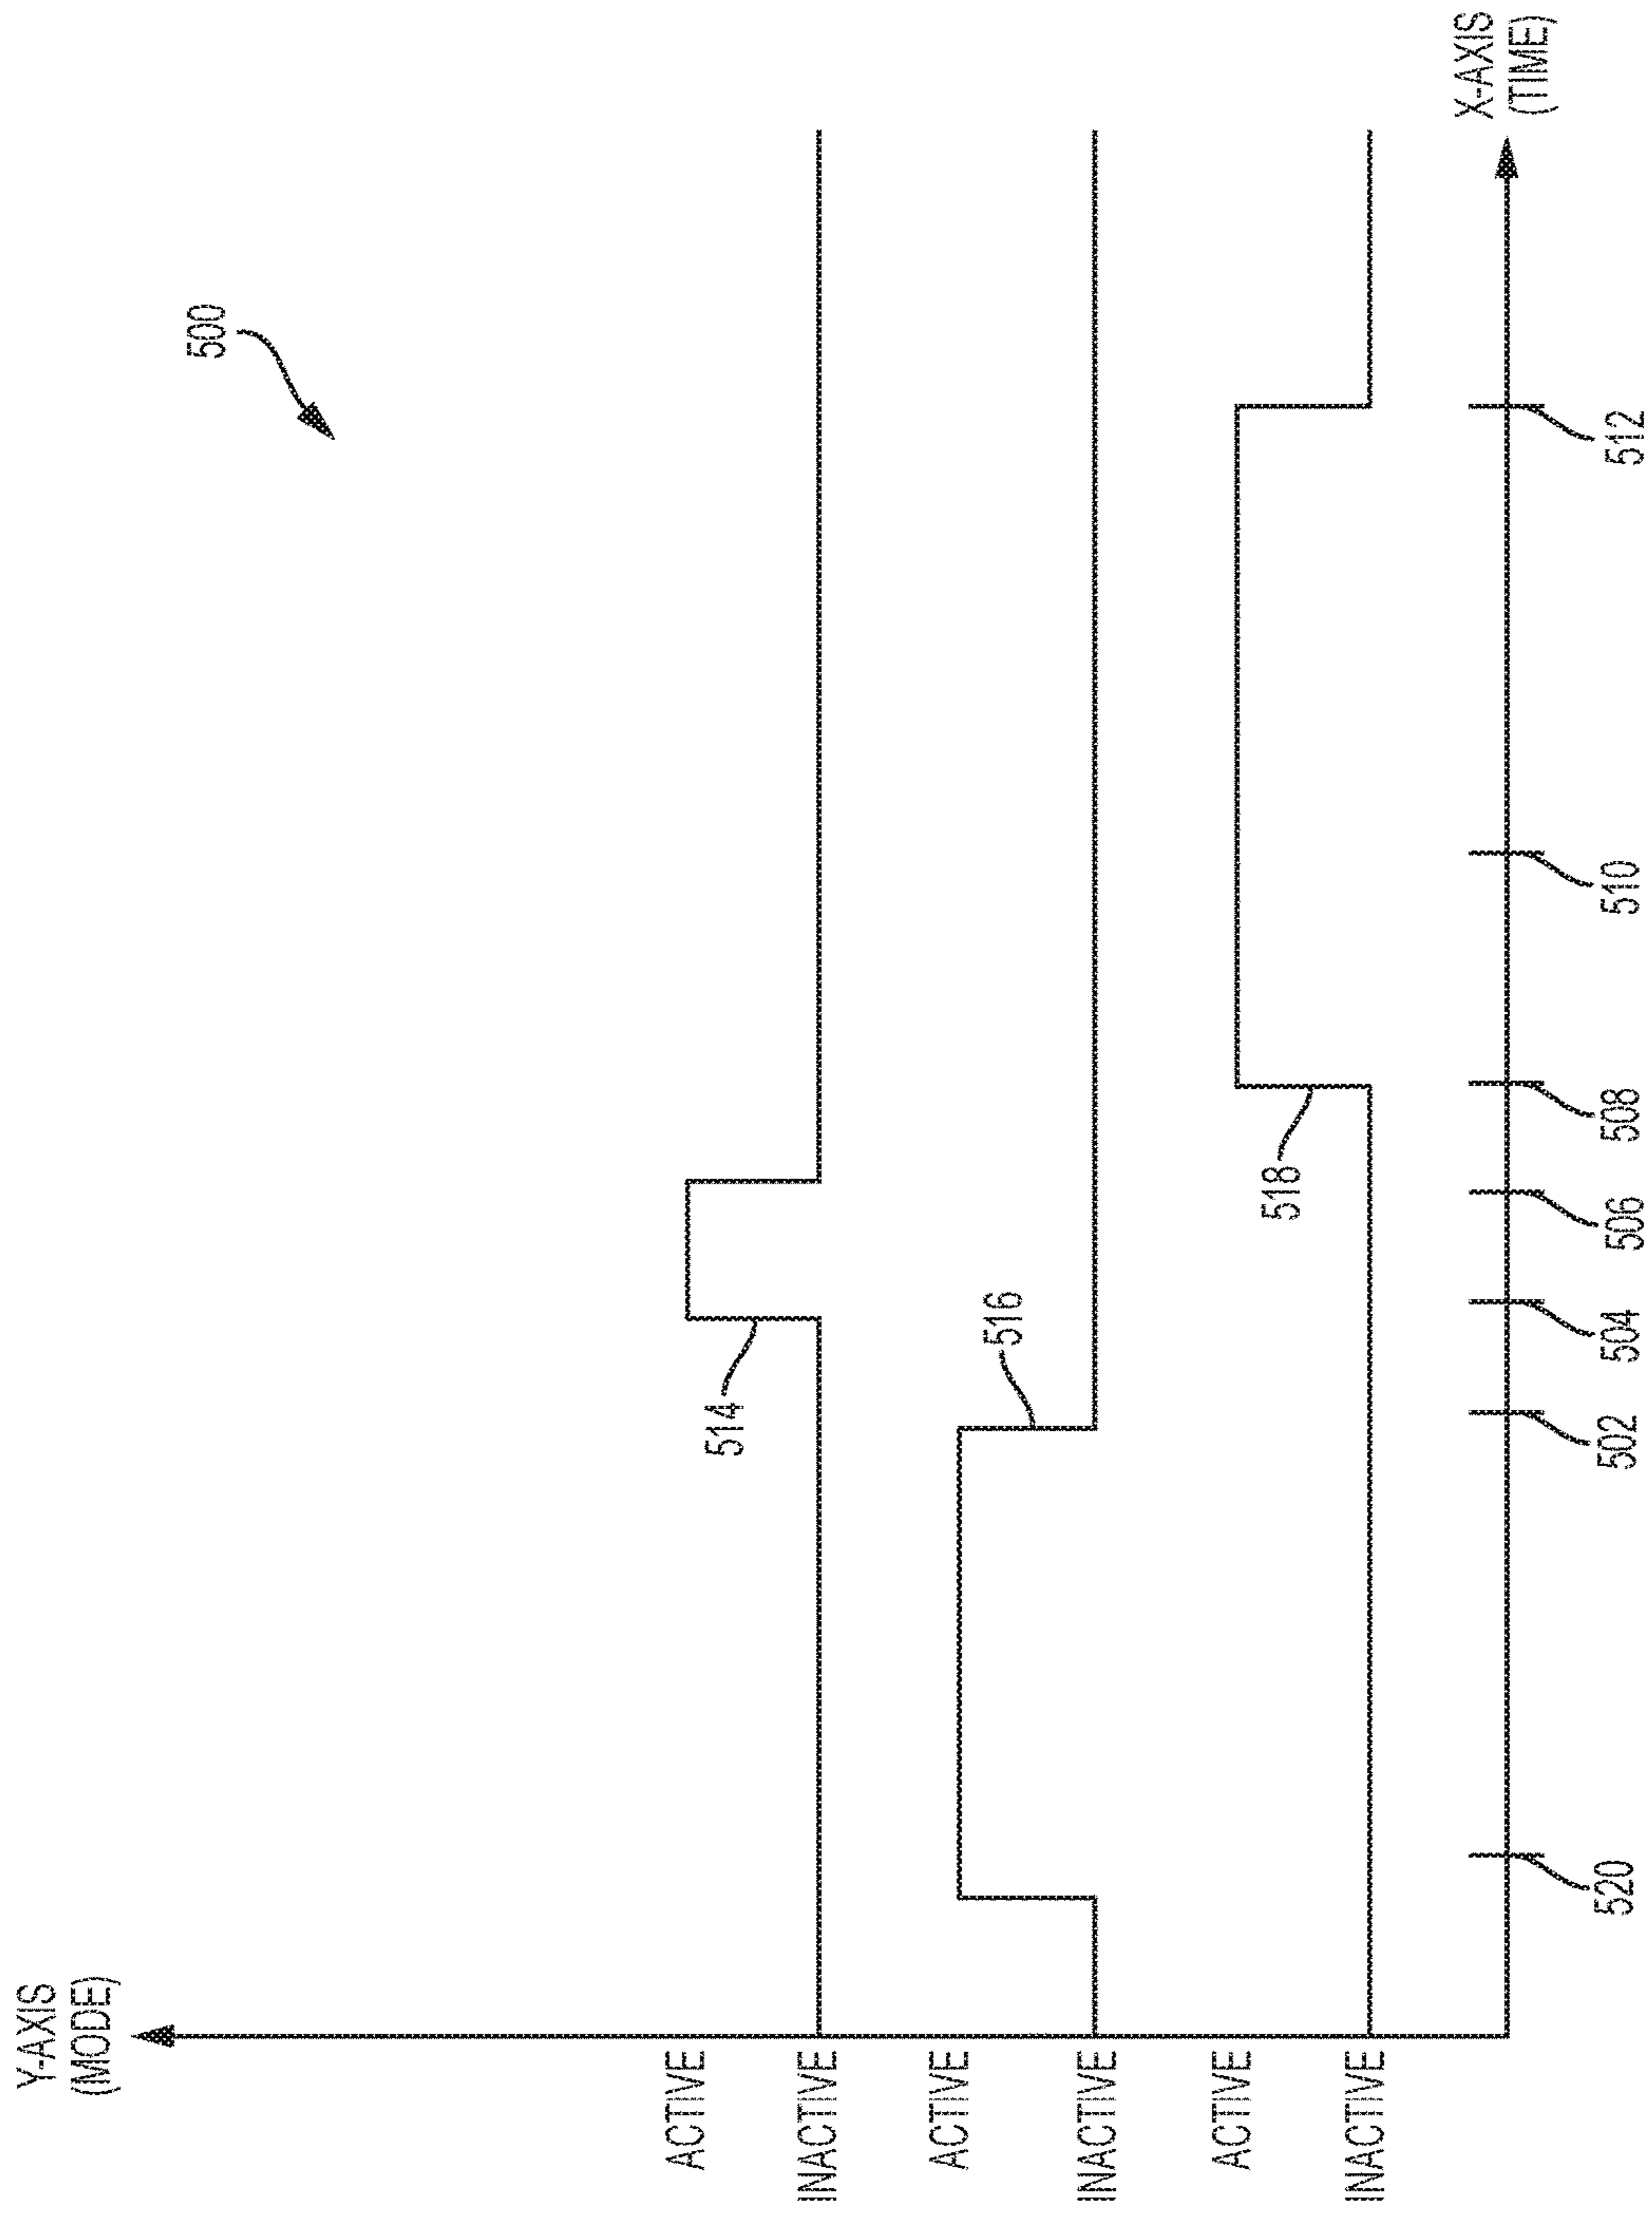 500
Y-AXIS
(MODE)
ACTIVE
514
INACTIVE
ACTIVE
516
INACTIVE
ACTIVE
518
INACTIVE
X-AXIS
(TIME)
520
502
504
506
508
510
512